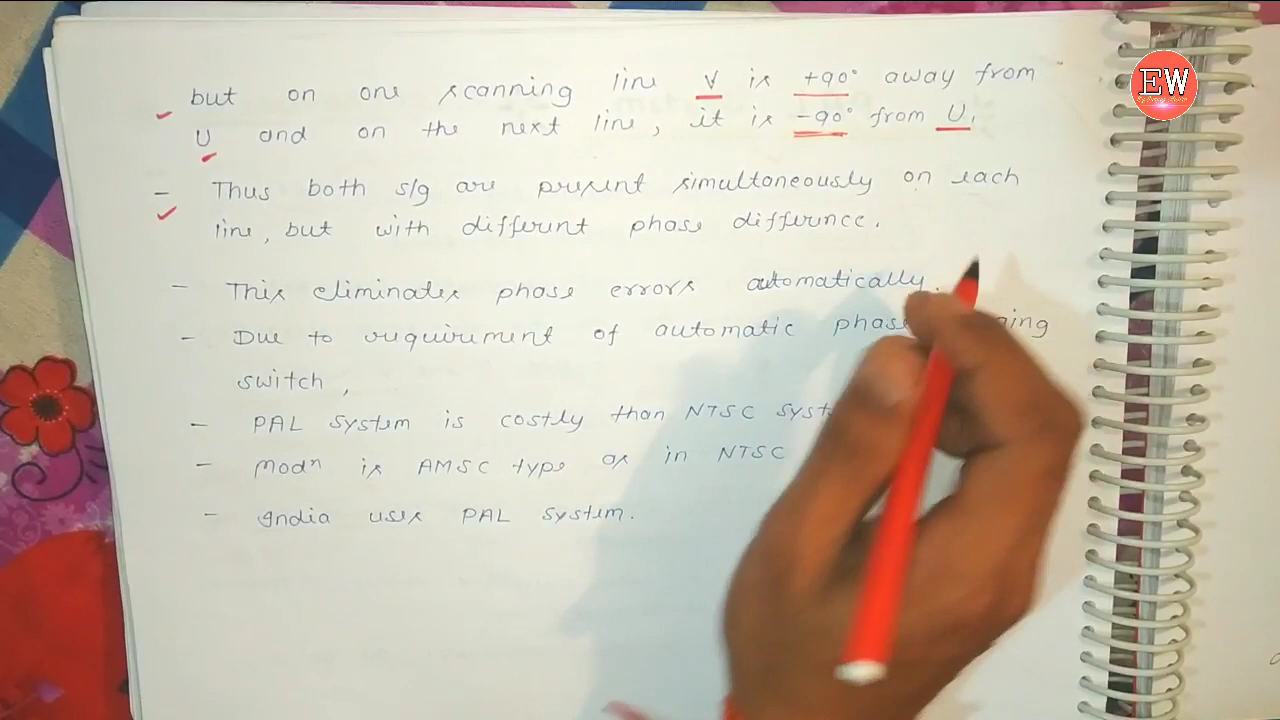 but on one scanning line V is +90° away from
U and on the next line, it is -90° from U,
- Thus both s/g are present simultoneously on each
line, but with different phase difference.
- This eliminates phase errors automatically.
- Due to requirement of automatic phase
switch,
- PAL system is costly than NTSC
- modn is AMSC type as in NTSC
- India uses PAL system.
EW